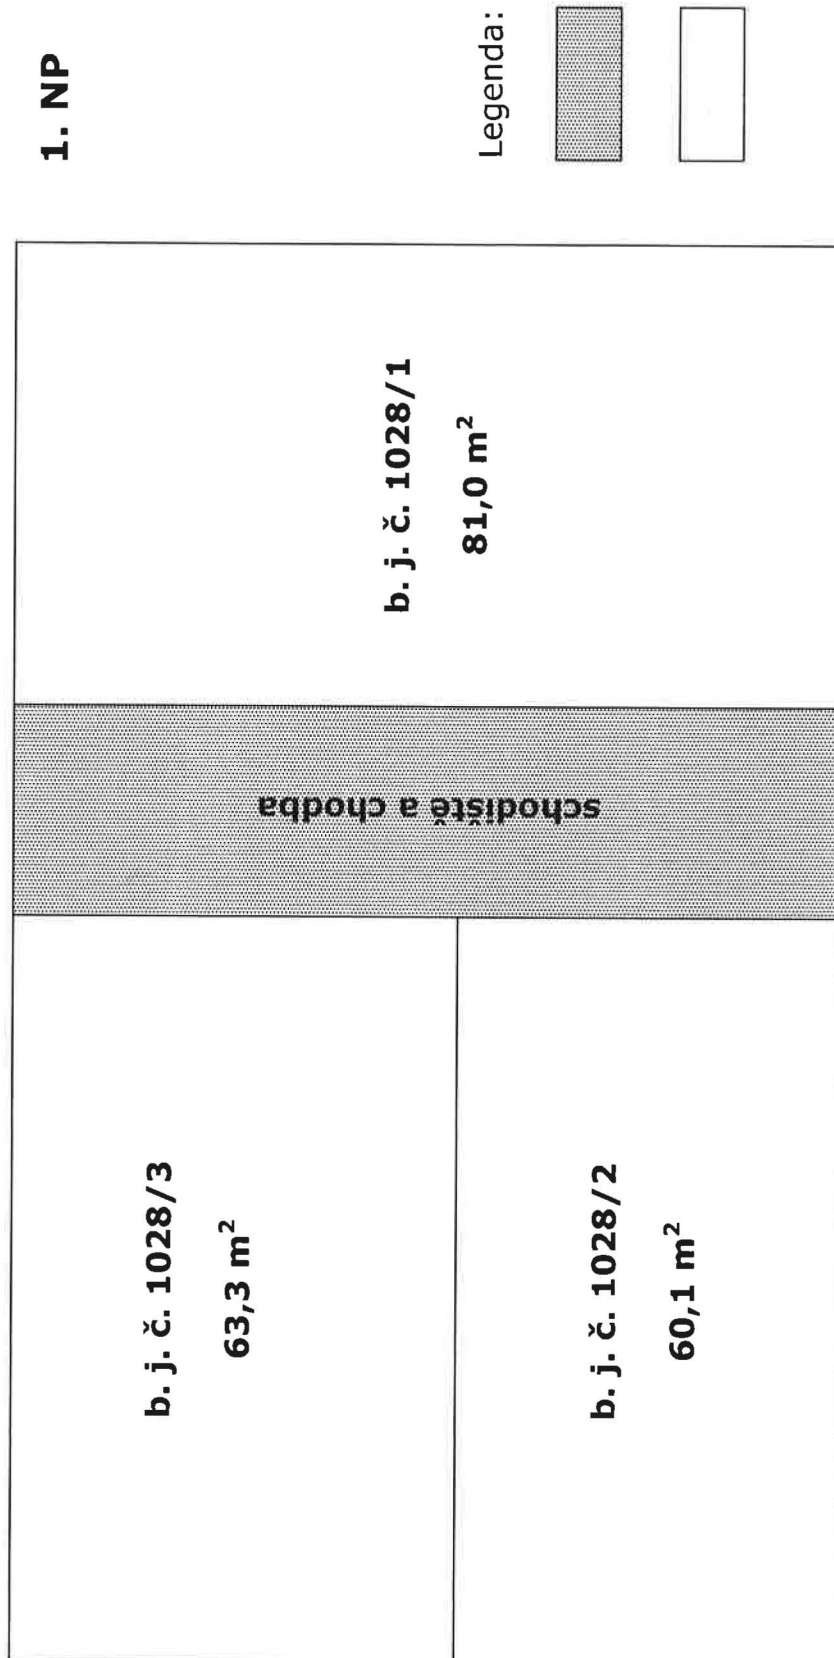 1. NP
b. j. č. 1028/3
63,3 m²
schodiště a chodba
b. j. č. 1028/1
81,0 m²
b. j. č. 1028/2
60,1 m²
Legenda: